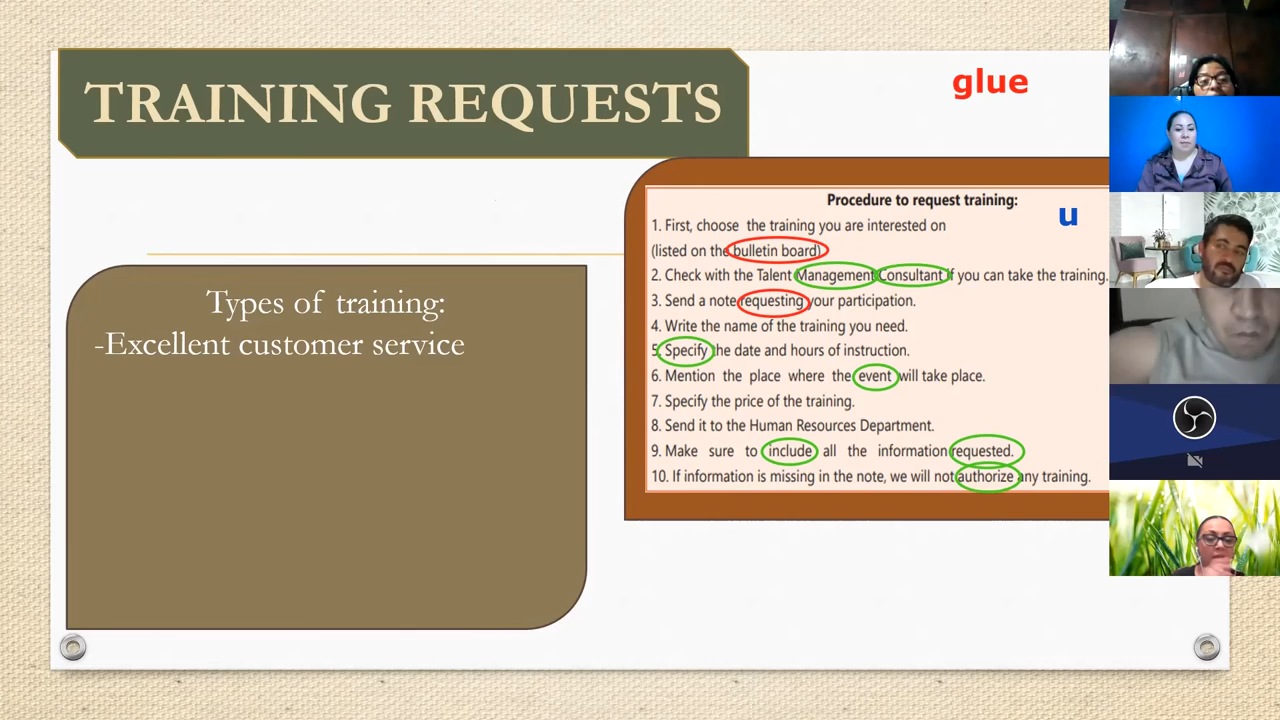 TRAINING REQUESTS
glue
Types of training:
-Excellent customer service
Procedure to request training:
u
1. First, choose the training you are interested on
(listed on the bulletin board)
2. Check with the Talent Management Consultant if you can take the training.
3. Send a note requesting your participation.
4. Write the name of the training you need.
5. Specify the date and hours of instruction.
6. Mention the place where the event will take place.
7. Specify the price of the training.
8. Send it to the Human Resources Department.
9. Make sure to include all the information requested.
10. If information is missing in the note, we will not authorize any training.